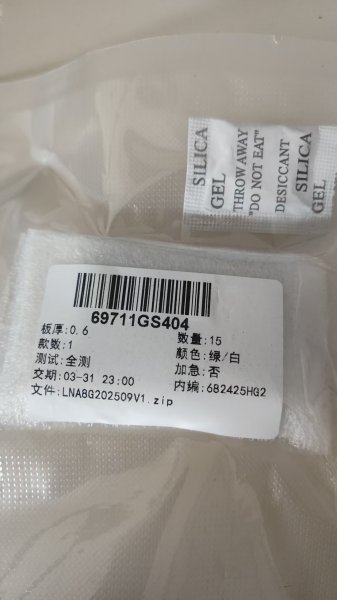 SILICA
GEL
THROW AWAY
"DO NOT EAT"
DESICCANT
SILICA
GEL
69711GS404
板厚:0.6
数量:15
款数:1
颜色:绿/白
测试:全测
加急:否
交期:03-31 23:00
内编:682425HG2
文件:LNA8G202509V1.zip